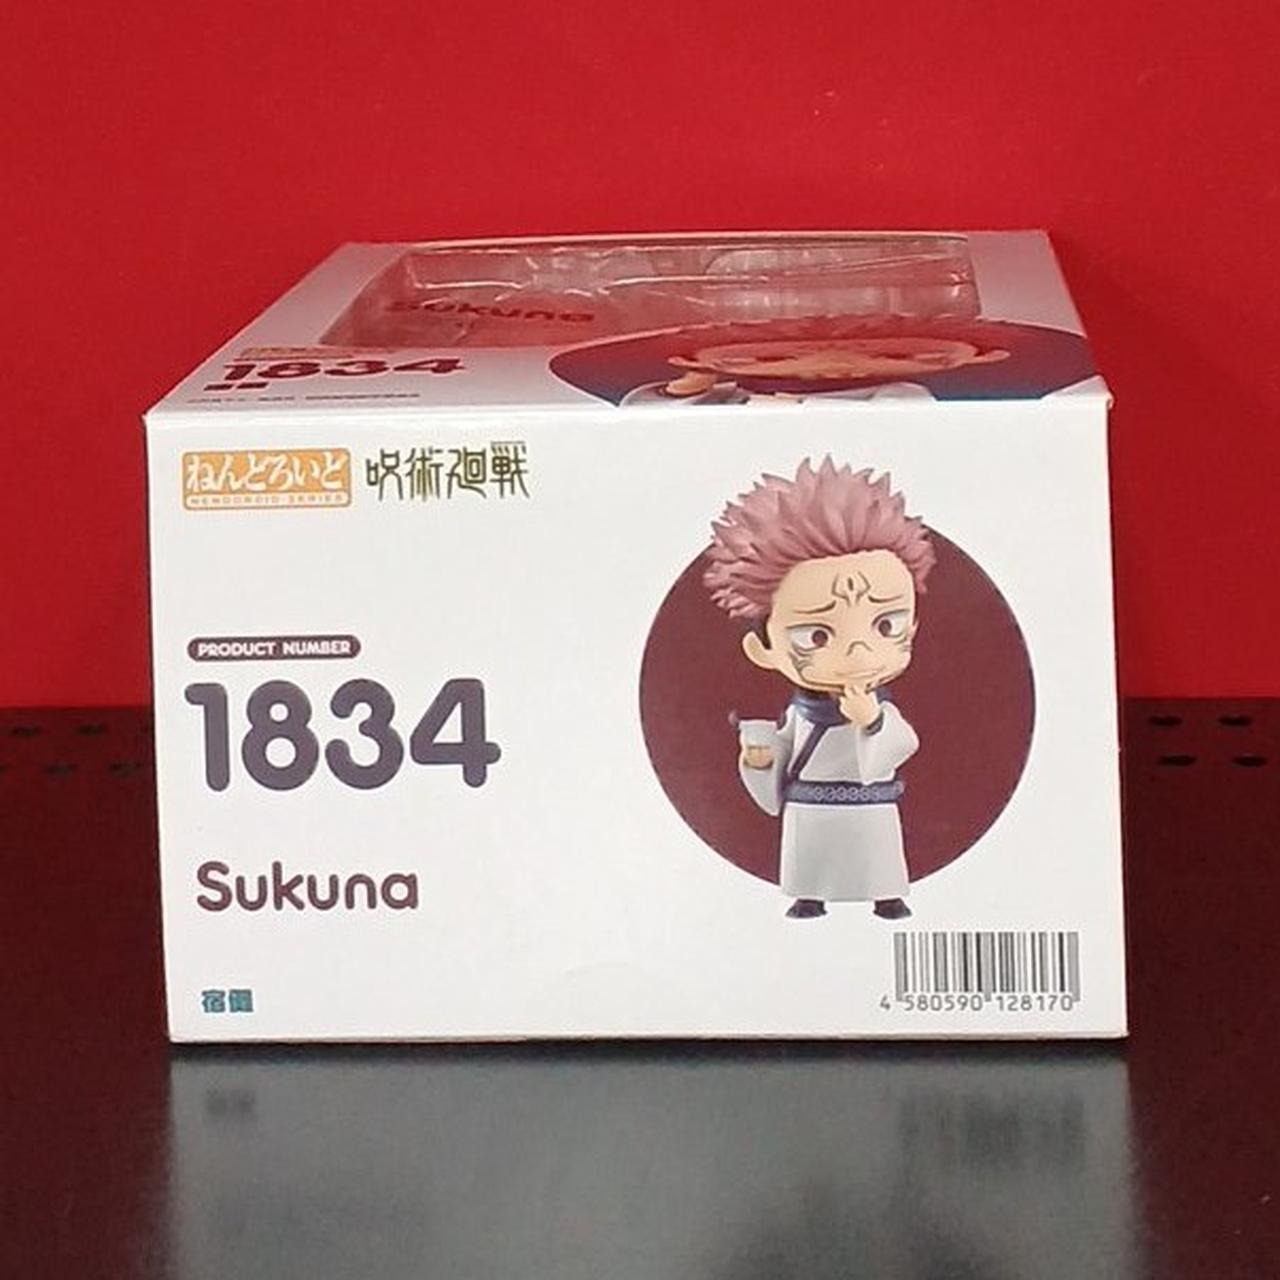 Sukuna
1834
ねんどろいど
NENDOROID SERIES
呪術廻戦
PRODUCT NUMBER
1834
Sukuna
宿儺
4 580590 128170